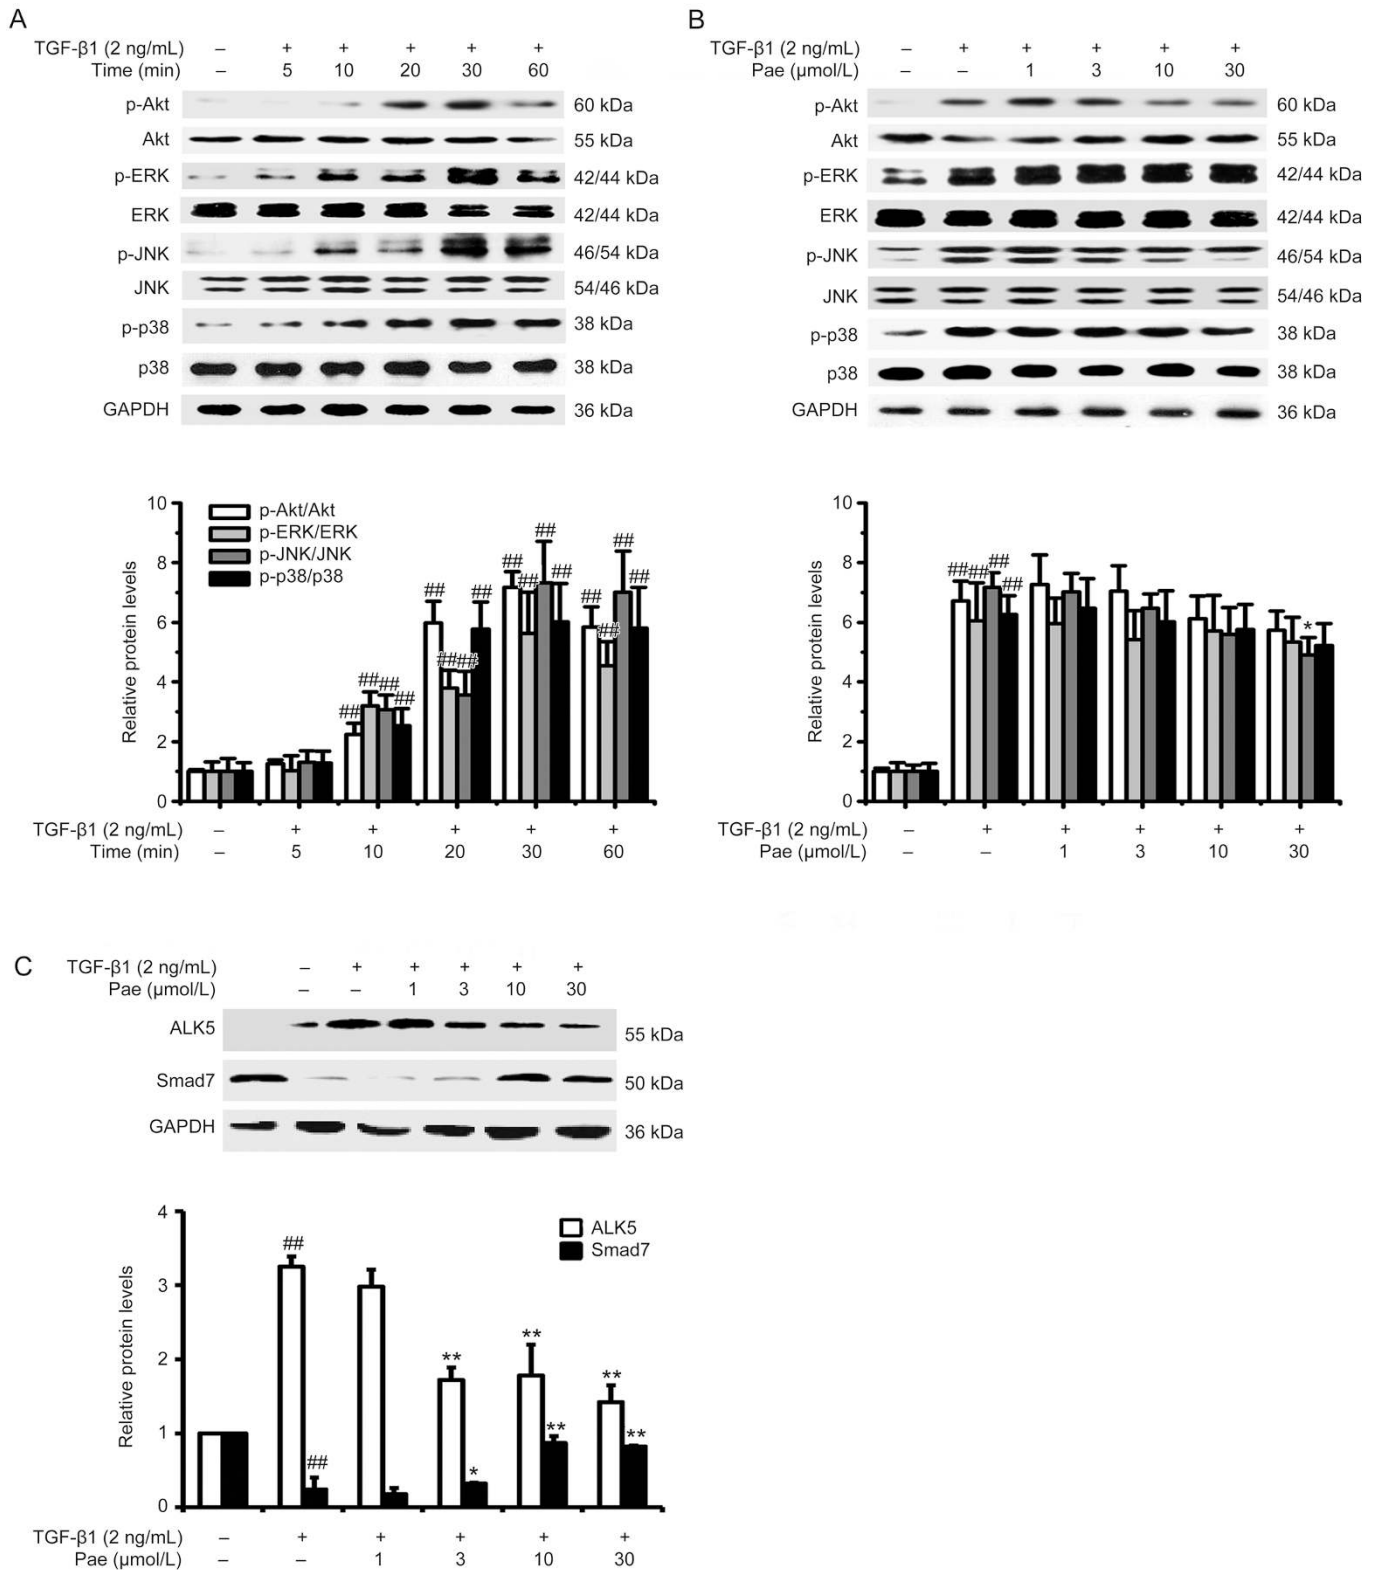 A
TGF-β1 (2 ng/mL) – + + + + +
Time (min) – 5 10 20 30 60
p-Akt 60 kDa
Akt 55 kDa
p-ERK 42/44 kDa
ERK 42/44 kDa
p-JNK 46/54 kDa
JNK 54/46 kDa
p-p38 38 kDa
p38 38 kDa
GAPDH 36 kDa
10
8
6
4
2
0
Relative protein levels
p-Akt/Akt
p-ERK/ERK
p-JNK/JNK
p-p38/p38
## ## ## ##
## ## ## ##
## ## ## ##
## ## ## ##
TGF-β1 (2 ng/mL) – + + + + +
Time (min) – 5 10 20 30 60
B
TGF-β1 (2 ng/mL) – + + + + +
Pae (μmol/L) – – 1 3 10 30
p-Akt 60 kDa
Akt 55 kDa
p-ERK 42/44 kDa
ERK 42/44 kDa
p-JNK 46/54 kDa
JNK 54/46 kDa
p-p38 38 kDa
p38 38 kDa
GAPDH 36 kDa
10
8
6
4
2
0
Relative protein levels
## ## ## ##
*
TGF-β1 (2 ng/mL) – + + + + +
Pae (μmol/L) – – 1 3 10 30
C
TGF-β1 (2 ng/mL) – + + + + +
Pae (μmol/L) – – 1 3 10 30
ALK5 55 kDa
Smad7 50 kDa
GAPDH 36 kDa
4
3
2
1
0
Relative protein levels
ALK5
Smad7
## ##
** *
** **
** **
TGF-β1 (2 ng/mL) – + + + + +
Pae (μmol/L) – – 1 3 10 30